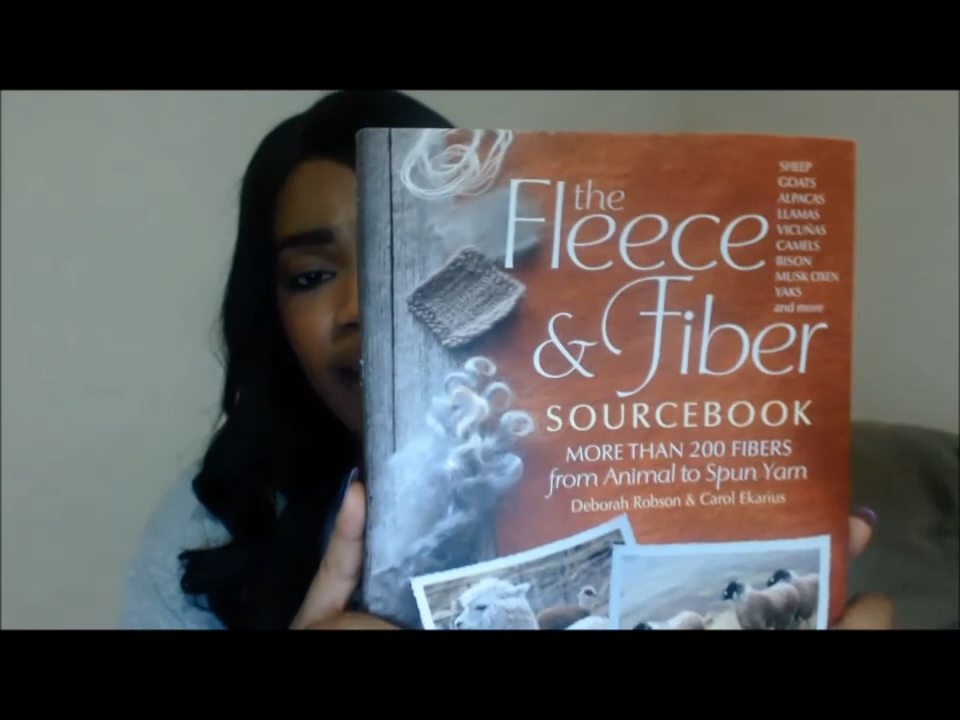 the
Fleece
& Fiber
SOURCEBOOK
MORE THAN 200 FIBERS
from Animal to Spun Yarn
Deborah Robson & Carol Ekarius
SHEEP
GOATS
ALPACAS
LLAMAS
VICUÑAS
CAMELS
BISON
MUSK OXEN
YAKS
and more